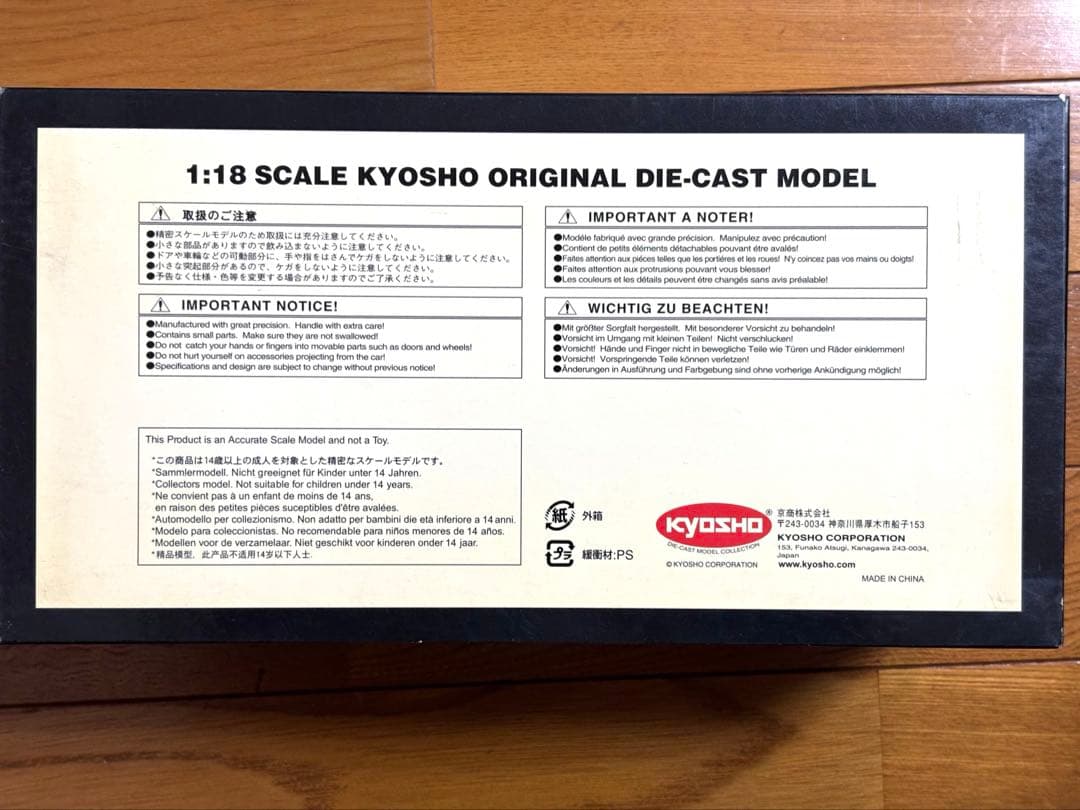 1:18 SCALE KYOSHO ORIGINAL DIE-CAST MODEL
取扱のご注意
●精密スケールモデルのため取扱には充分注意してください。
●小さな部品がありますので飲み込まないように注意してください。
●ドアや車輪などの可動部分に、手や指をはさんでケガをしないように注意してください。
●小さな突起部分があるので、ケガをしないように注意してください。
●予告なく仕様・色等を変更する場合がありますのでご了承ください。
IMPORTANT NOTICE!
●Manufactured with great precision. Handle with extra care!
●Contains small parts. Make sure they are not swallowed!
●Do not catch your hands or fingers into movable parts such as doors and wheels!
●Do not hurt yourself on accessories projecting from the car!
●Specifications and design are subject to change without previous notice!
IMPORTANT A NOTER!
●Modéle fabriqué avec grande précision. Manipulez avec précaution!
●Contient de petits éléments détachables pouvant être avalés!
●Faites attention aux piéces telles que les portiéres et les roues! N'y coincez pas vos mains ou doigts!
●Faites attention aux protrusions pouvant vous blesser!
●Les couleurs et les détails peuvent être changés sans avis préalable!
WICHTIG ZU BEACHTEN!
●Mit größter Sorgfalt hergestellt. Mit besonderer Vorsicht zu behandeln!
●Vorsicht im Umgang mit kleinen Teilen! Nicht verschlucken!
●Vorsicht! Hände und Finger nicht in bewegliche Teile wie Türen und Räder einklemmen!
●Vorsicht! Vorspringende Teile können verletzen!
●Änderungen in Ausführung und Farbgebung sind ohne vorherige Ankündigung möglich!
This Product is an Accurate Scale Model and not a Toy.
*この商品は14歳以上の成人を対象とした精密なスケールモデルです。
*Sammlermodell. Nicht geeignet für Kinder unter 14 Jahren.
*Collectors model. Not suitable for children under 14 years.
*Ne convient pas à un enfant de moins de 14 ans,
en raison des petites pièces suceptibles d'être avalées.
*Automodello per collezionismo. Non adatto per bambini die età inferiore a 14 anni.
*Modelo para coleccionistas. No recomendable para niños menores de 14 años.
*Modellen voor de verzamelaar. Niet geschikt voor kinderen onder 14 jaar.
*精品模型, 此产品不适用14岁以下人士.
紙 外箱
プラ 緩衝材:PS
KYOSHO®
DIE-CAST MODEL COLLECTION
© KYOSHO CORPORATION
京商株式会社
〒243-0034 神奈川県厚木市船子153
KYOSHO CORPORATION
153, Funako Atsugi, Kanagawa 243-0034,
Japan
www.kyosho.com
MADE IN CHINA